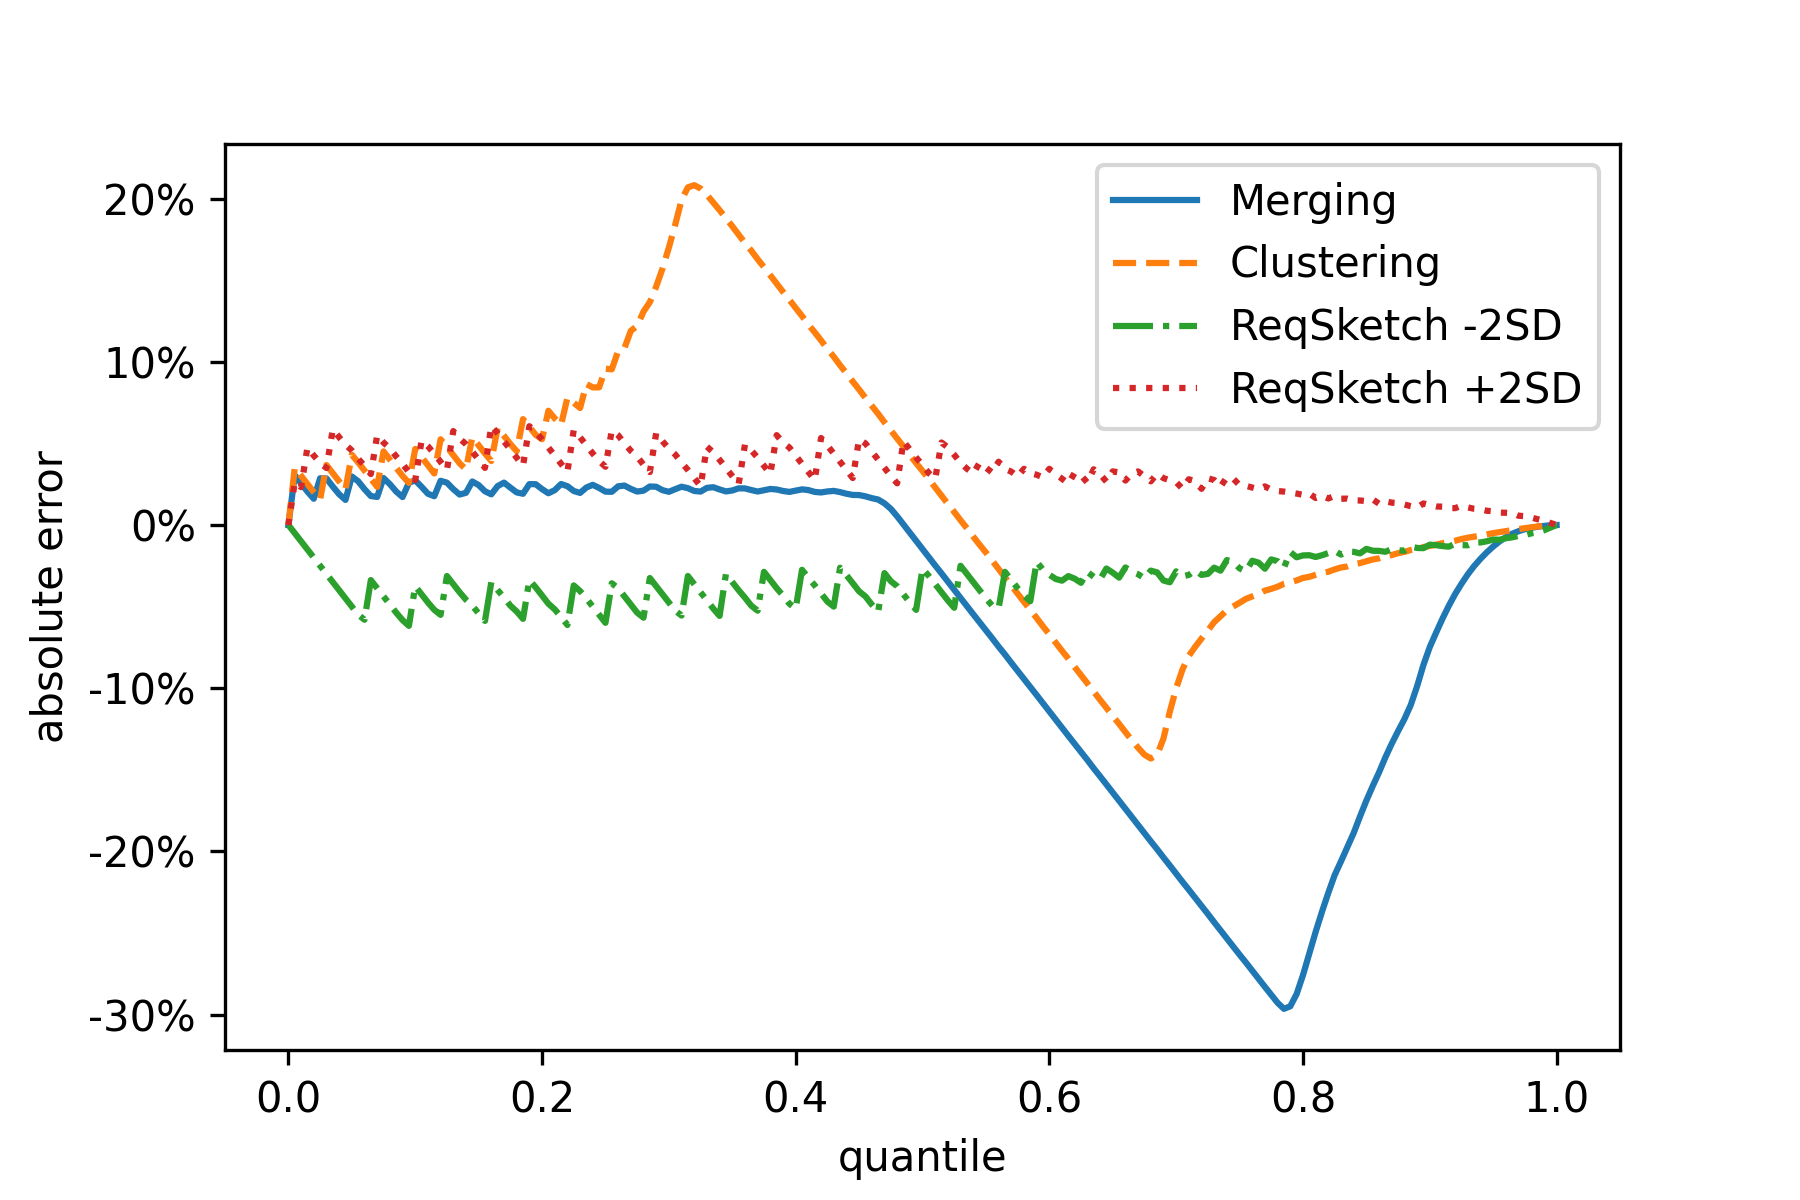 20%
10%
0%
-10%
-20%
-30%
absolute error
Merging
Clustering
ReqSketch -2SD
ReqSketch +2SD
0.0 0.2 0.4 0.6 0.8 1.0
quantile